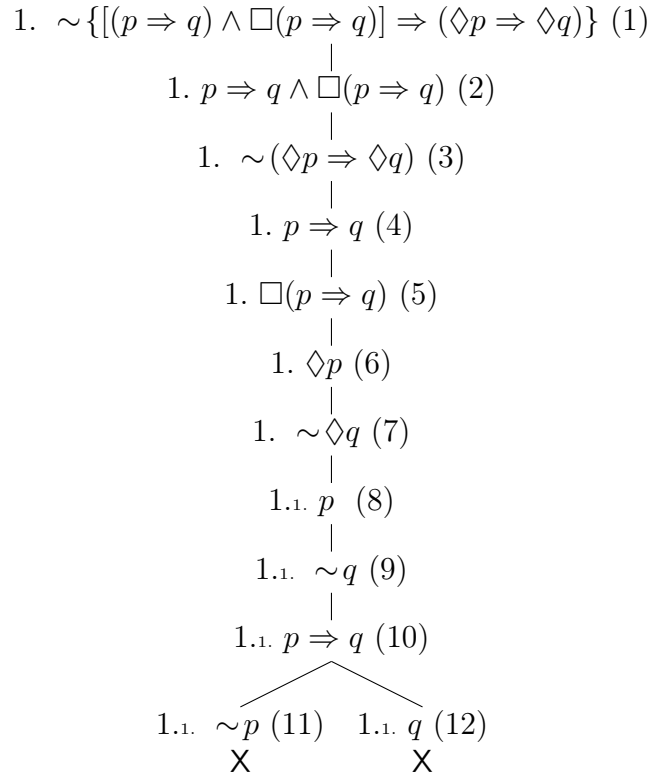 1. ∼{[(p ⇒ q) ∧ □(p ⇒ q)] ⇒ (◊p ⇒ ◊q)} (1)
1. p ⇒ q ∧ □(p ⇒ q) (2)
1. ∼(◊p ⇒ ◊q) (3)
1. p ⇒ q (4)
1. □(p ⇒ q) (5)
1. ◊p (6)
1. ∼◊q (7)
1.1. p (8)
1.1. ∼q (9)
1.1. p ⇒ q (10)
1.1. ∼p (11) 1.1. q (12)
X X